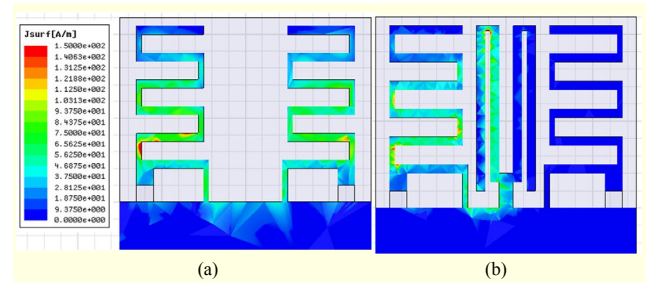 Jsurf[A/m]
1.5000e+002
1.4063e+002
1.3125e+002
1.2188e+002
1.1250e+002
1.0313e+002
9.3750e+001
8.4375e+001
7.5000e+001
6.5625e+001
5.6250e+001
4.6875e+001
3.7500e+001
2.8125e+001
1.8750e+001
9.3750e+000
0.0000e+000
(a)
(b)